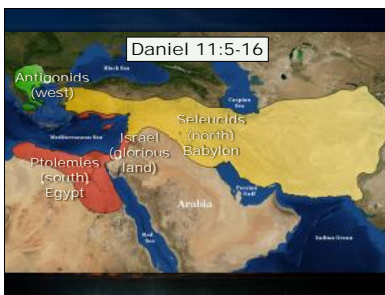 Daniel 11:5-16
Black Sea
Antigonids
(west)
Caspian
Sea
Seleucids
(north)
Babylon
Mediterranean Sea
Israel
(glorious
land)
Ptolemies
(south)
Egypt
Persian
Gulf
Arabia
Red
Sea
Indian Ocean